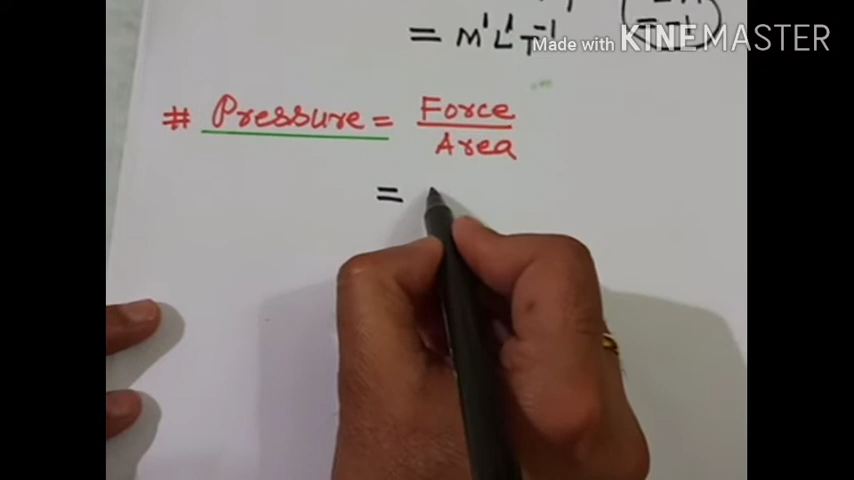 = M¹L¹T⁻¹
Made with KINEMASTER
# Pressure = Force
Area
=